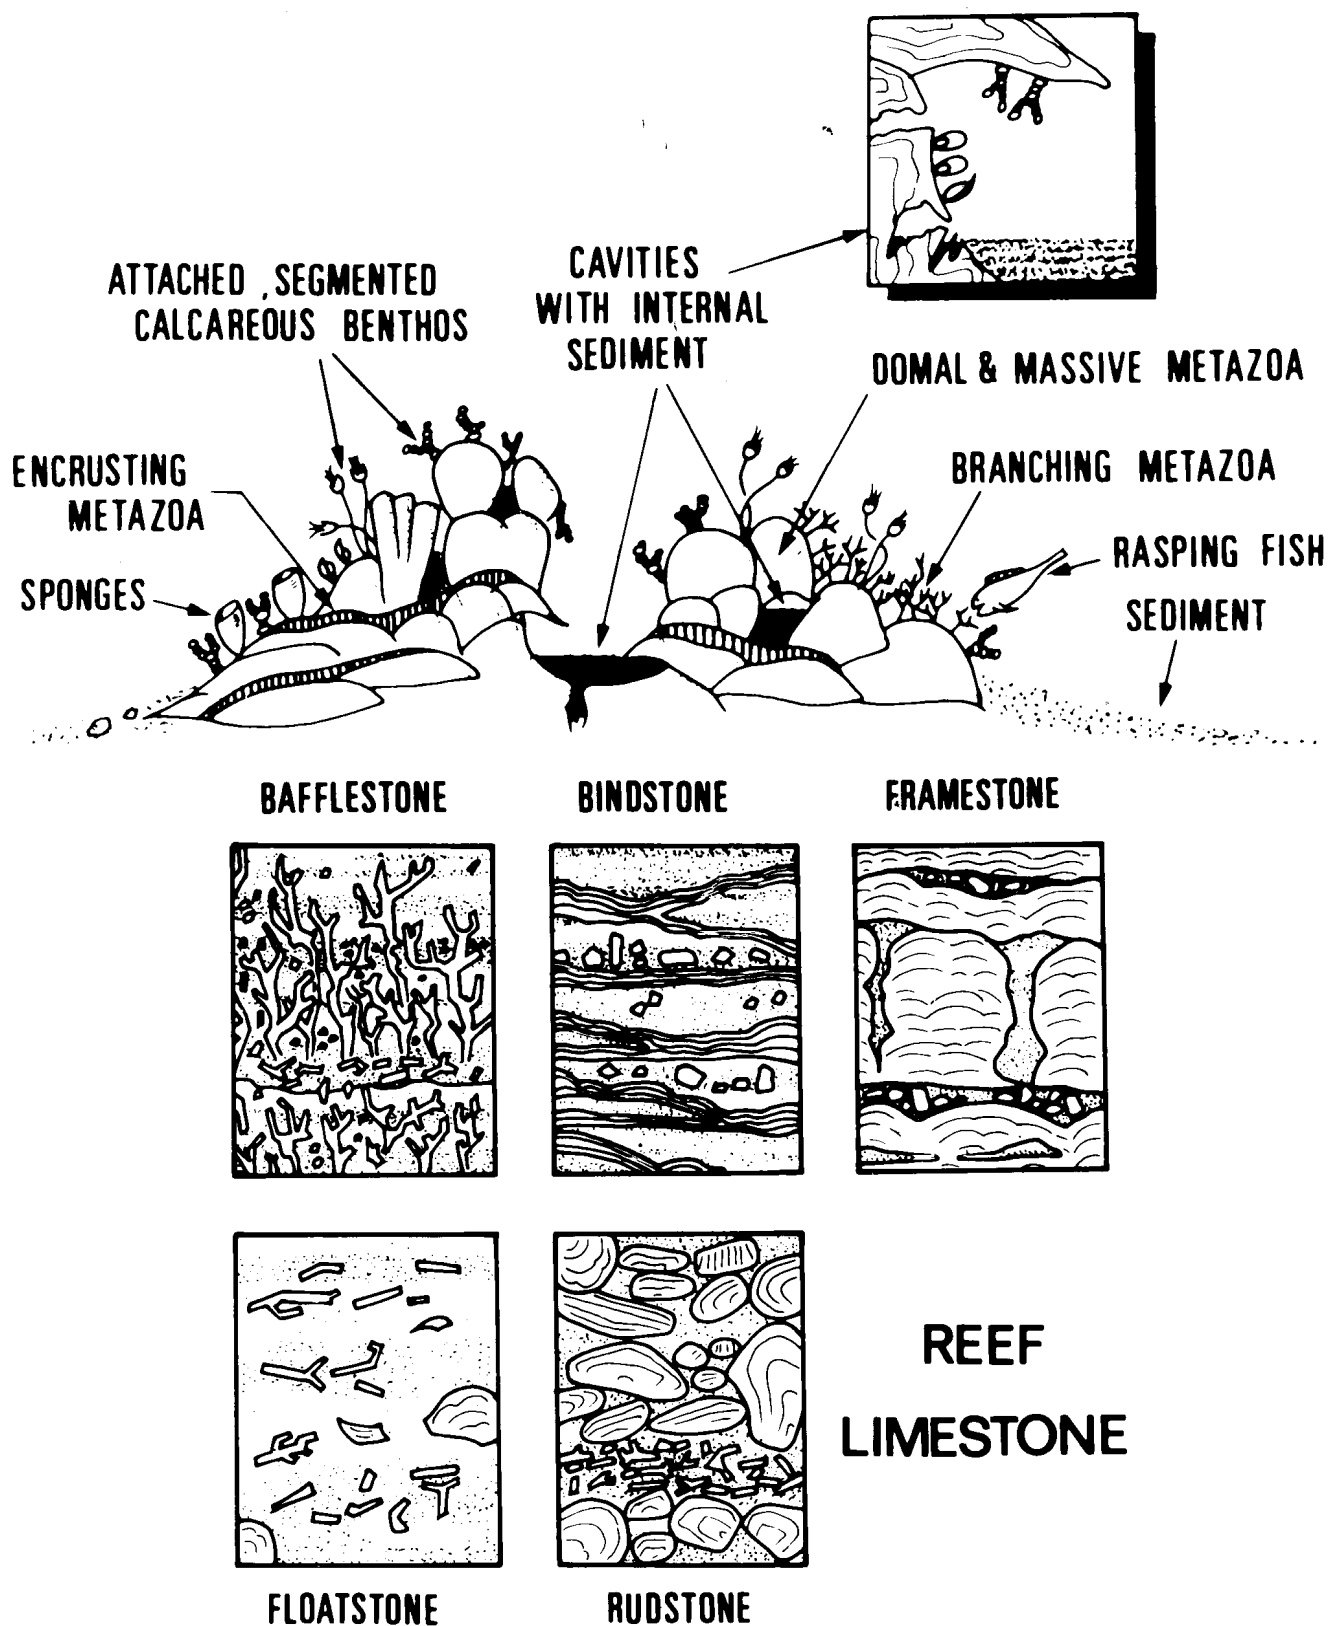 ATTACHED , SEGMENTED
CALCAREOUS BENTHOS
CAVITIES
WITH INTERNAL
SEDIMENT
DOMAL & MASSIVE METAZOA
ENCRUSTING
METAZOA
BRANCHING METAZOA
SPONGES
RASPING FISH
SEDIMENT
BAFFLESTONE
BINDSTONE
FRAMESTONE
REEF
LIMESTONE
FLOATSTONE
RUDSTONE